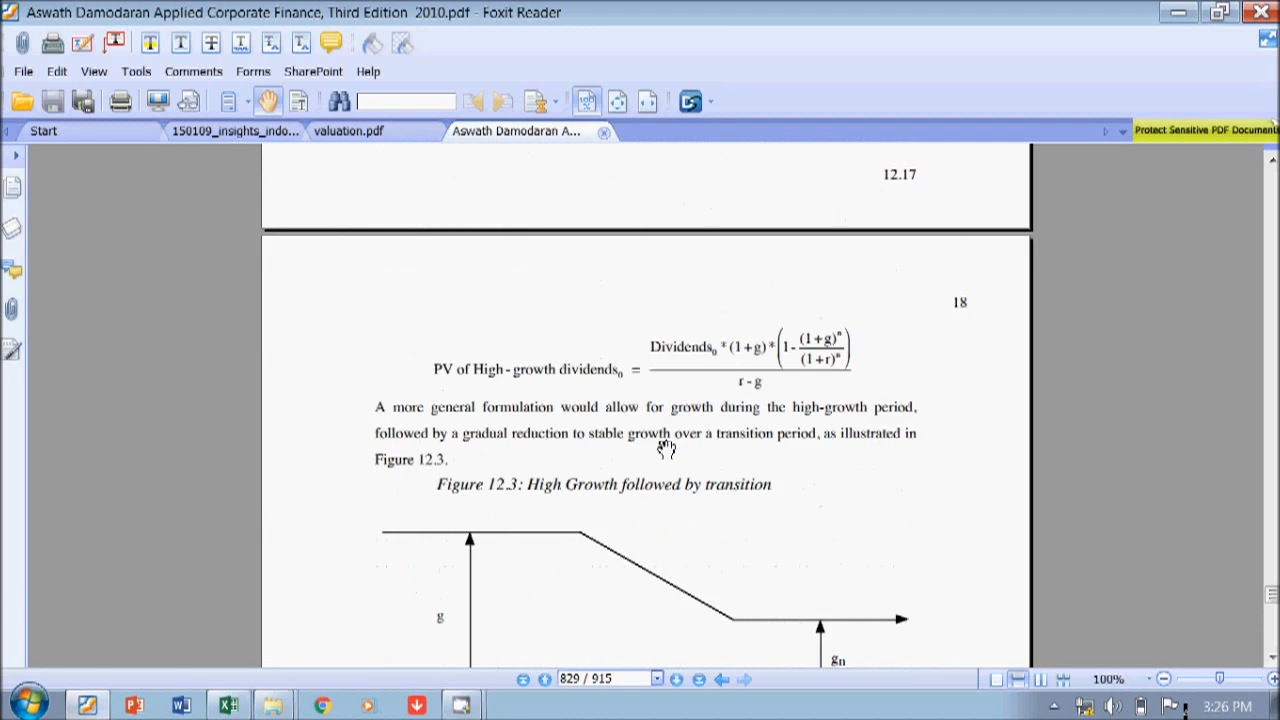 Aswath Damodaran Applied Corporate Finance, Third Edition 2010.pdf - Foxit Reader
File Edit View Tools Comments Forms SharePoint Help
Start 150109_insights_indo... valuation.pdf Aswath Damodaran A... Protect Sensitive PDF Document
12.17
18
PV of High-growth dividends₀ = Dividends₀ * (1+g)* (1 - (1+g)ⁿ / (1+r)ⁿ) / r - g
A more general formulation would allow for growth during the high-growth period,
followed by a gradual reduction to stable growth over a transition period, as illustrated in
Figure 12.3.
Figure 12.3: High Growth followed by transition
g
gn
829 / 915 100%
3:26 PM